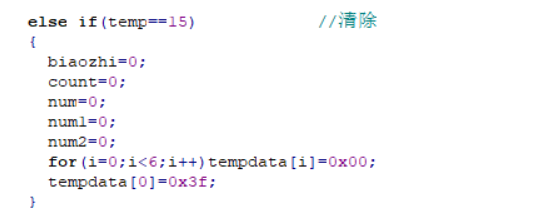 else if(temp==15) //清除
{
biaozhi=0;
count=0;
num=0;
num1=0;
num2=0;
for(i=0;i<6;i++)tempdata[i]=0x00;
tempdata[0]=0x3f;
}